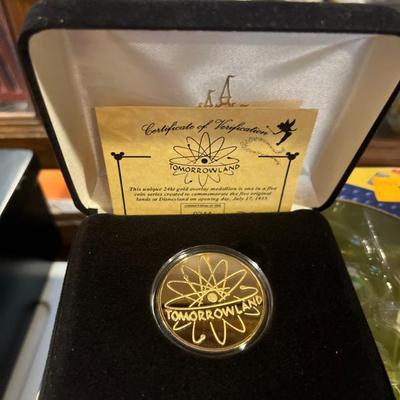 Certificate of Verification
TOMORROWLAND
This unique 24kt gold overlay medallion is one in a five
coin series created to commemorate the five original
lands at Disneyland on opening day, July 17, 1955.
TOMORROWLAND